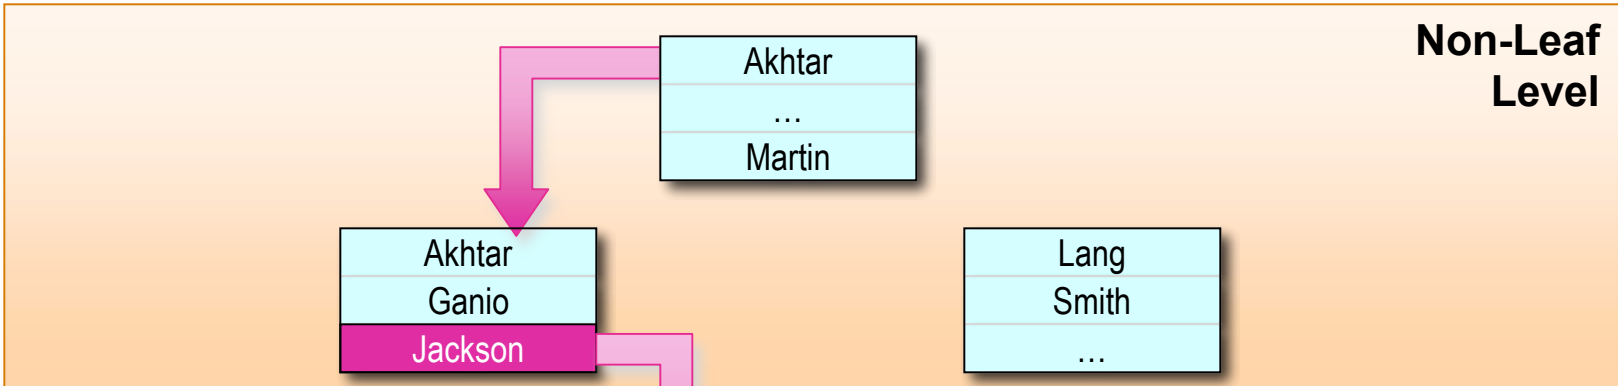 Non-Leaf
Level
Akhtar
…
Martin
Akhtar
Ganio
Jackson
Lang
Smith
…